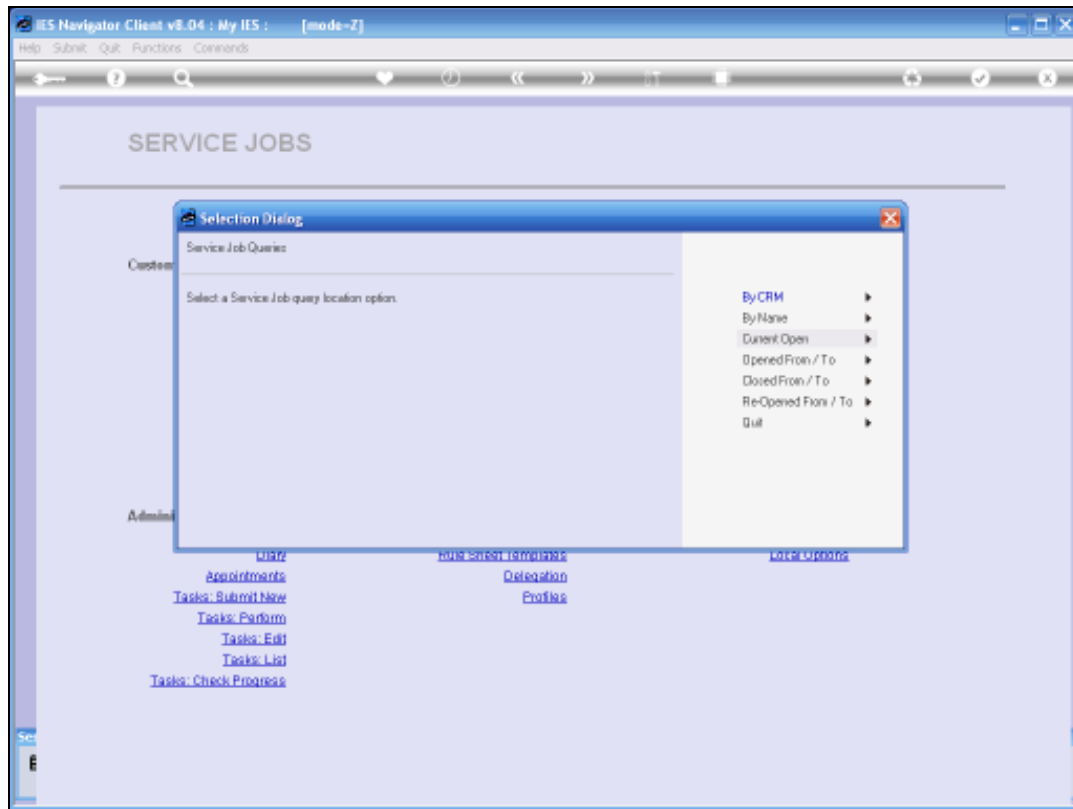 IES Navigator Client v8.04 : My IES : [mode=Z]
Help Submit Quit Functions Commands
SERVICE JOBS
Selection Dialog
Service Job Queries
Custom
Select a Service Job query location option.
By CRM
By Name
Current Open
Opened From / To
Closed From / To
Re-Opened From / To
Quit
Admini
Diary Rule Sheet Templates Local Options
Appointments Delegation
Tasks: Submit New Profiles
Tasks: Perform
Tasks: Edit
Tasks: List
Tasks: Check Progress